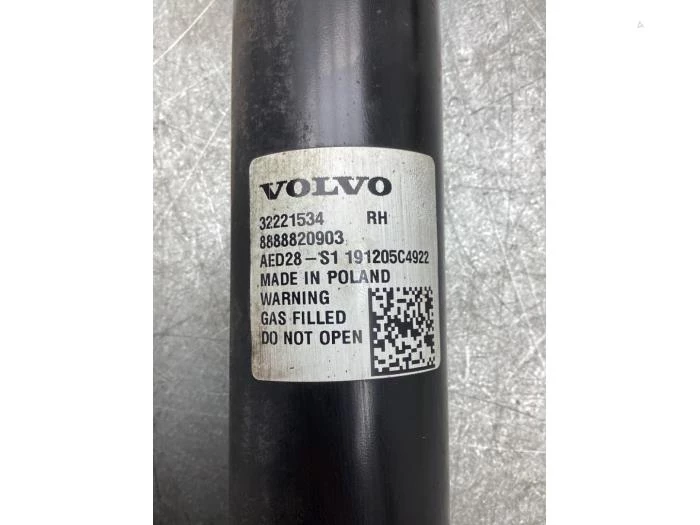 VOLVO
32221534 RH
8888820903
AED28-S1 191205C4922
MADE IN POLAND
WARNING
GAS FILLED
DO NOT OPEN